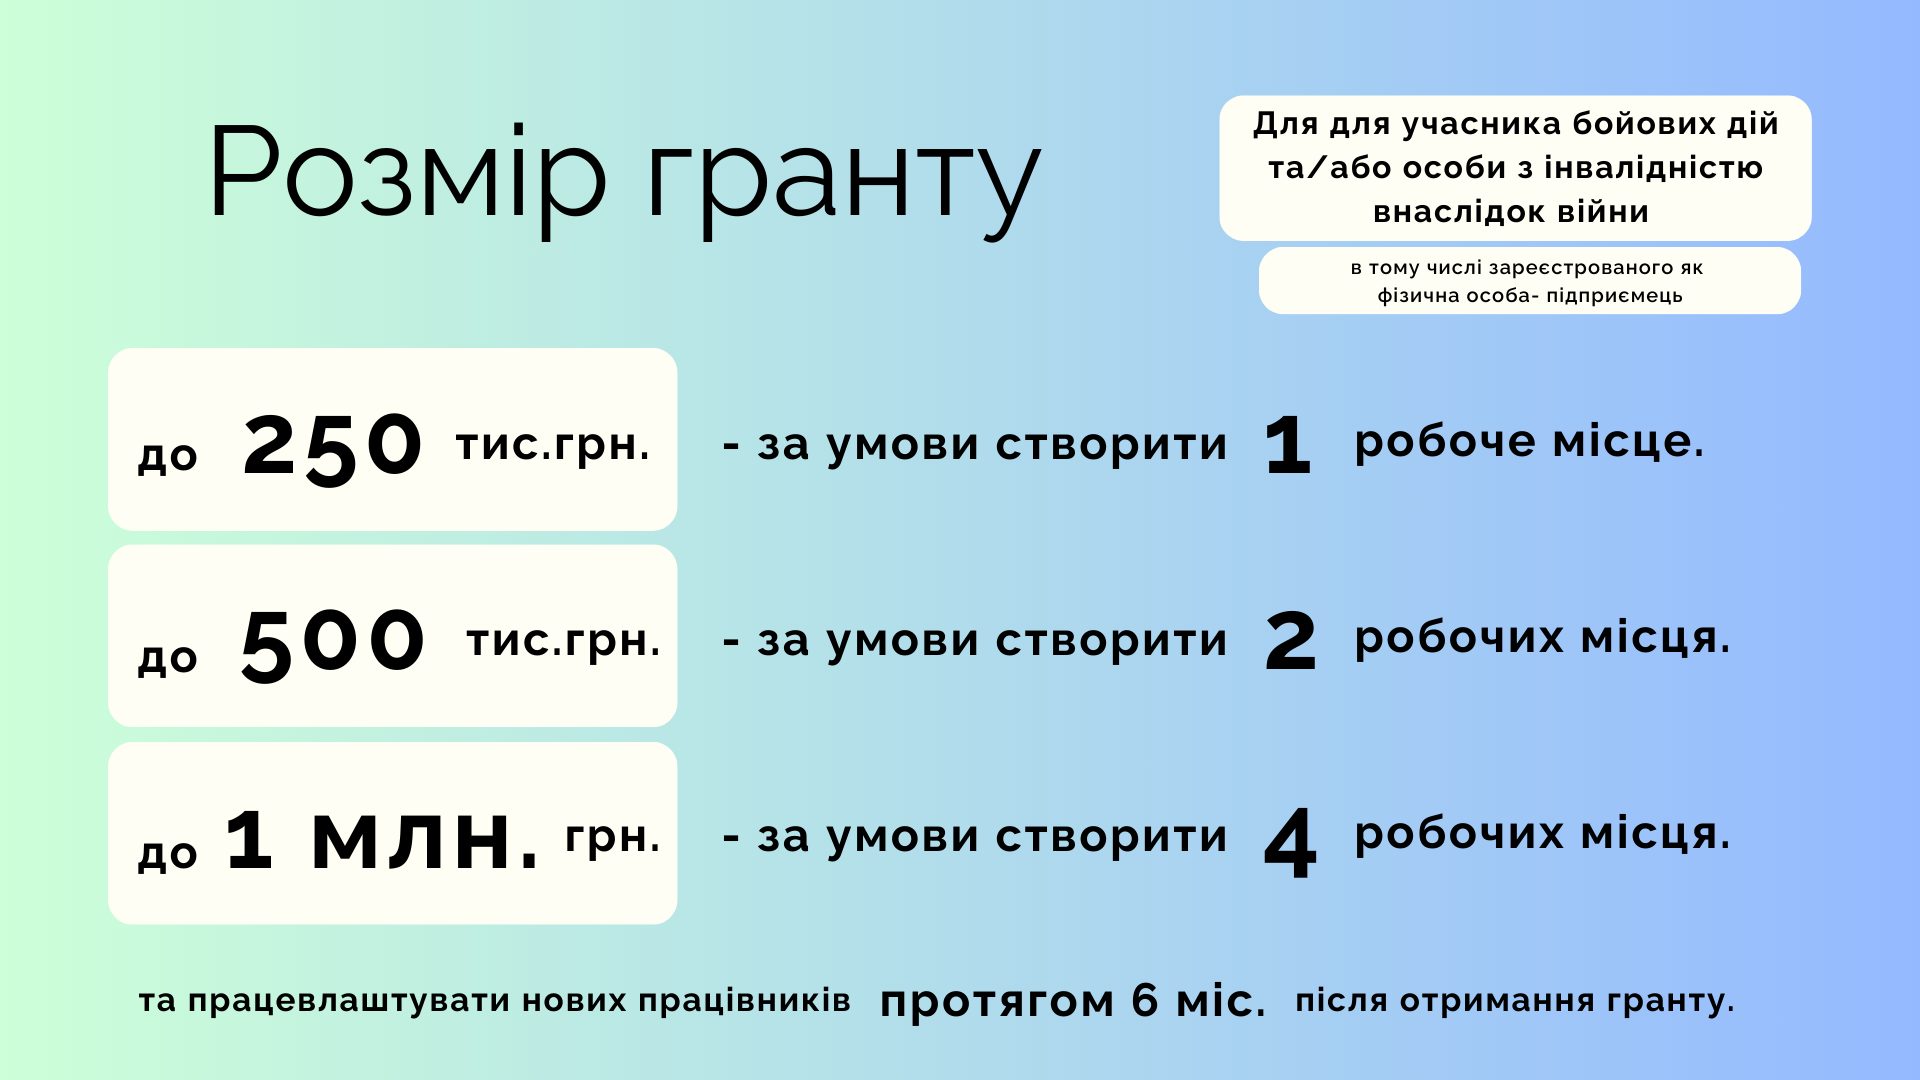 Розмір гранту
Для для учасника бойових дій
та/або особи з інвалідністю
внаслідок війни
в тому числі зареєстрованого як
фізична особа- підприємець
до 250 тис.грн. - за умови створити 1 робоче місце.
до 500 тис.грн. - за умови створити 2 робочих місця.
до 1 млн. грн. - за умови створити 4 робочих місця.
та працевлаштувати нових працівників протягом 6 міс. після отримання гранту.